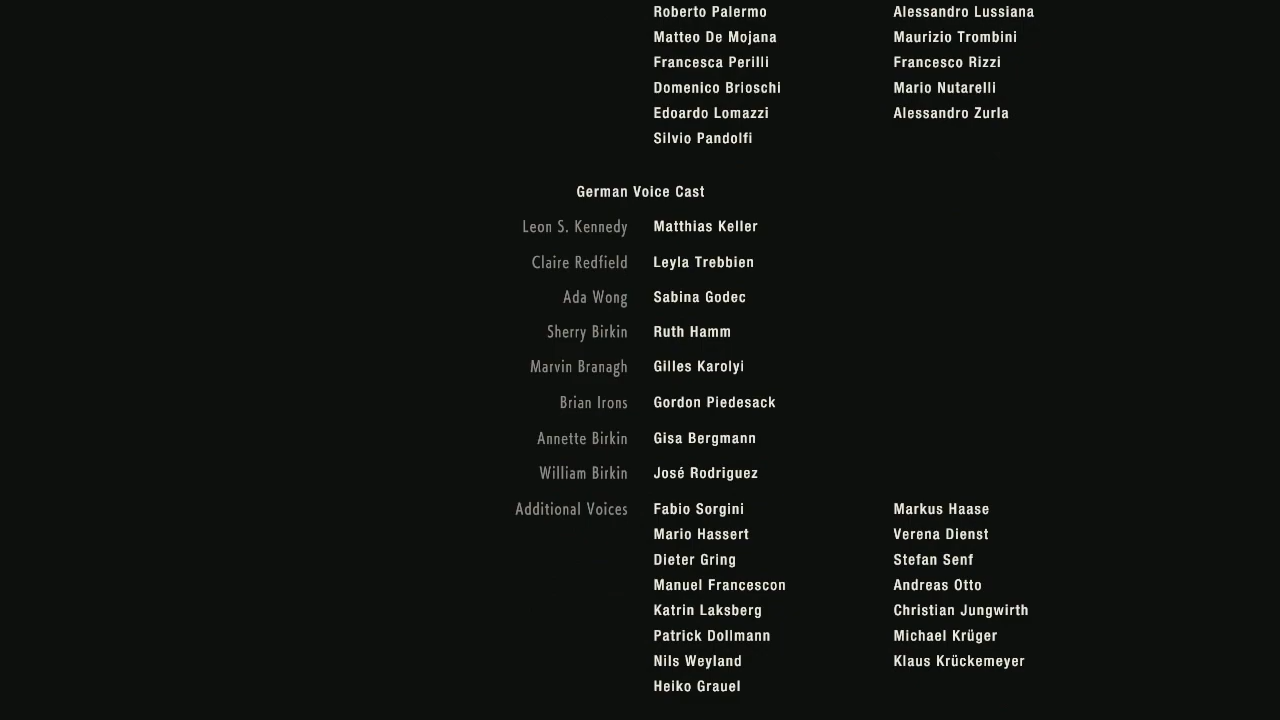 Roberto Palermo Alessandro Lussiana
Matteo De Mojana Maurizio Trombini
Francesca Perilli Francesco Rizzi
Domenico Brioschi Mario Nutarelli
Edoardo Lomazzi Alessandro Zurla
Silvio Pandolfi
German Voice Cast
Leon S. Kennedy Matthias Keller
Claire Redfield Leyla Trebbien
Ada Wong Sabina Godec
Sherry Birkin Ruth Hamm
Marvin Branagh Gilles Karolyi
Brian Irons Gordon Piedesack
Annette Birkin Gisa Bergmann
William Birkin José Rodriguez
Additional Voices Fabio Sorgini Markus Haase
Mario Hassert Verena Dienst
Dieter Gring Stefan Senf
Manuel Francescon Andreas Otto
Katrin Laksberg Christian Jungwirth
Patrick Dollmann Michael Krüger
Nils Weyland Klaus Krückemeyer
Heiko Grauel